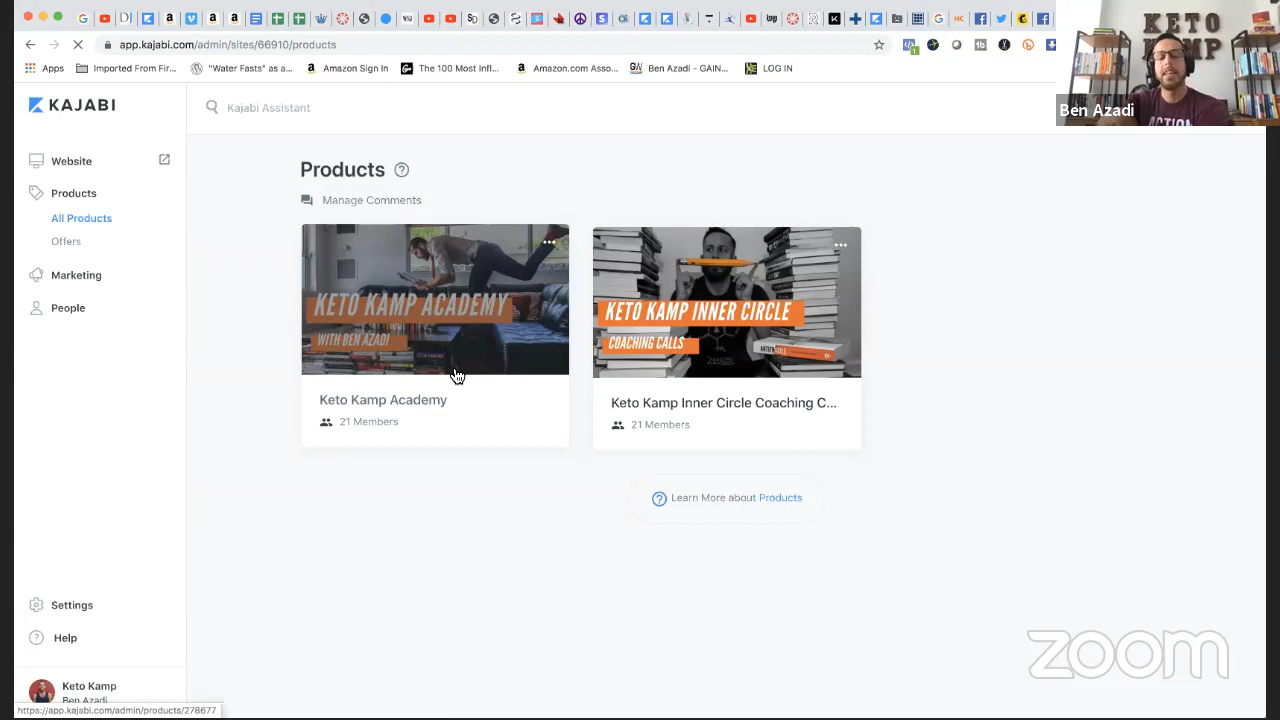 app.kajabi.com/admin/sites/66910/products
Apps
Imported From Fir...
"Water Fasts" as a...
Amazon Sign In
The 100 Most Infl...
Amazon.com Asso...
Ben Azadi - GAIN...
LOG IN
KETO
KAMP
ACTION
Ben Azadi
KAJABI
Kajabi Assistant
Website
Products
All Products
Offers
Marketing
People
Settings
Help
Keto Kamp
Ben Azadi
https://app.kajabi.com/admin/products/278677
Products
Manage Comments
KETO KAMP ACADEMY
WITH BEN AZADI
Keto Kamp Academy
21 Members
KETO KAMP INNER CIRCLE
COACHING CALLS
Keto Kamp Inner Circle Coaching C...
21 Members
Learn More about Products
zoom